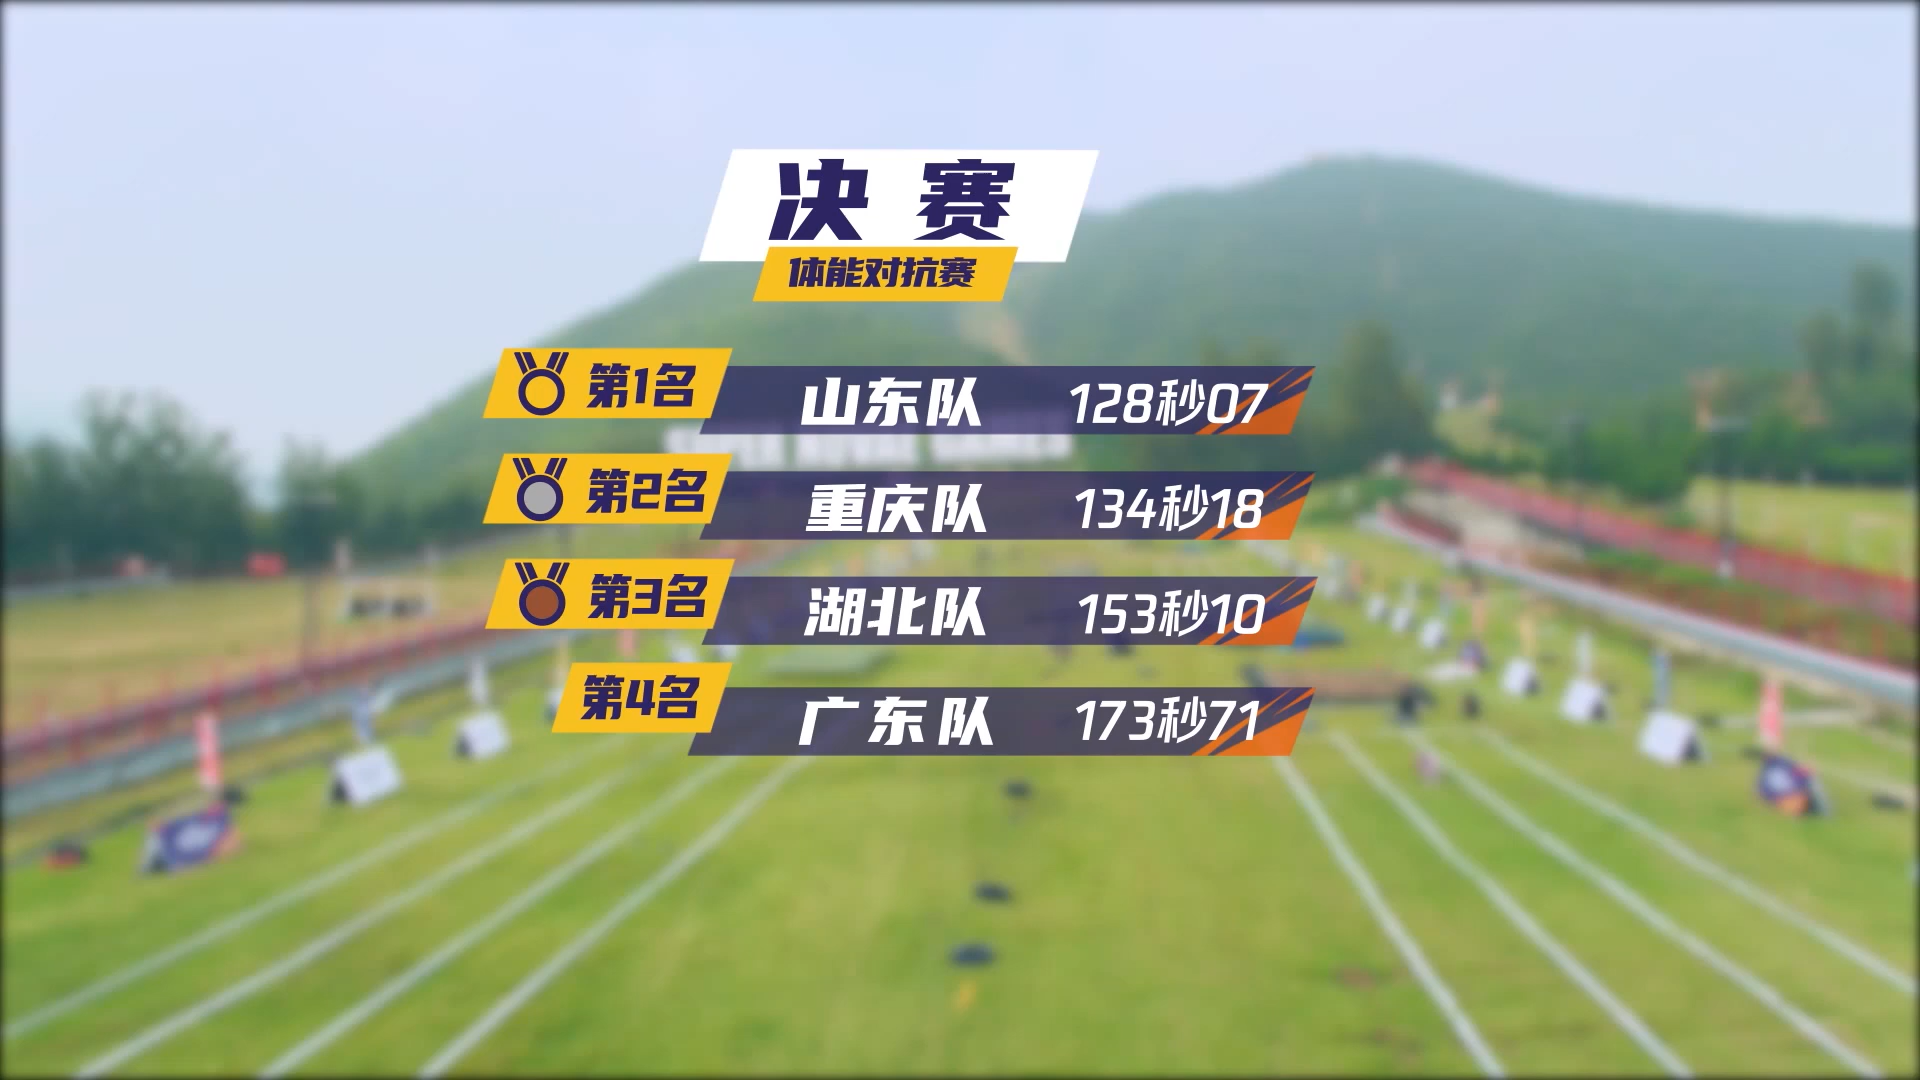 决赛
体能对抗赛
第1名 山东队 128秒07
第2名 重庆队 134秒18
第3名 湖北队 153秒10
第4名 广东队 173秒71